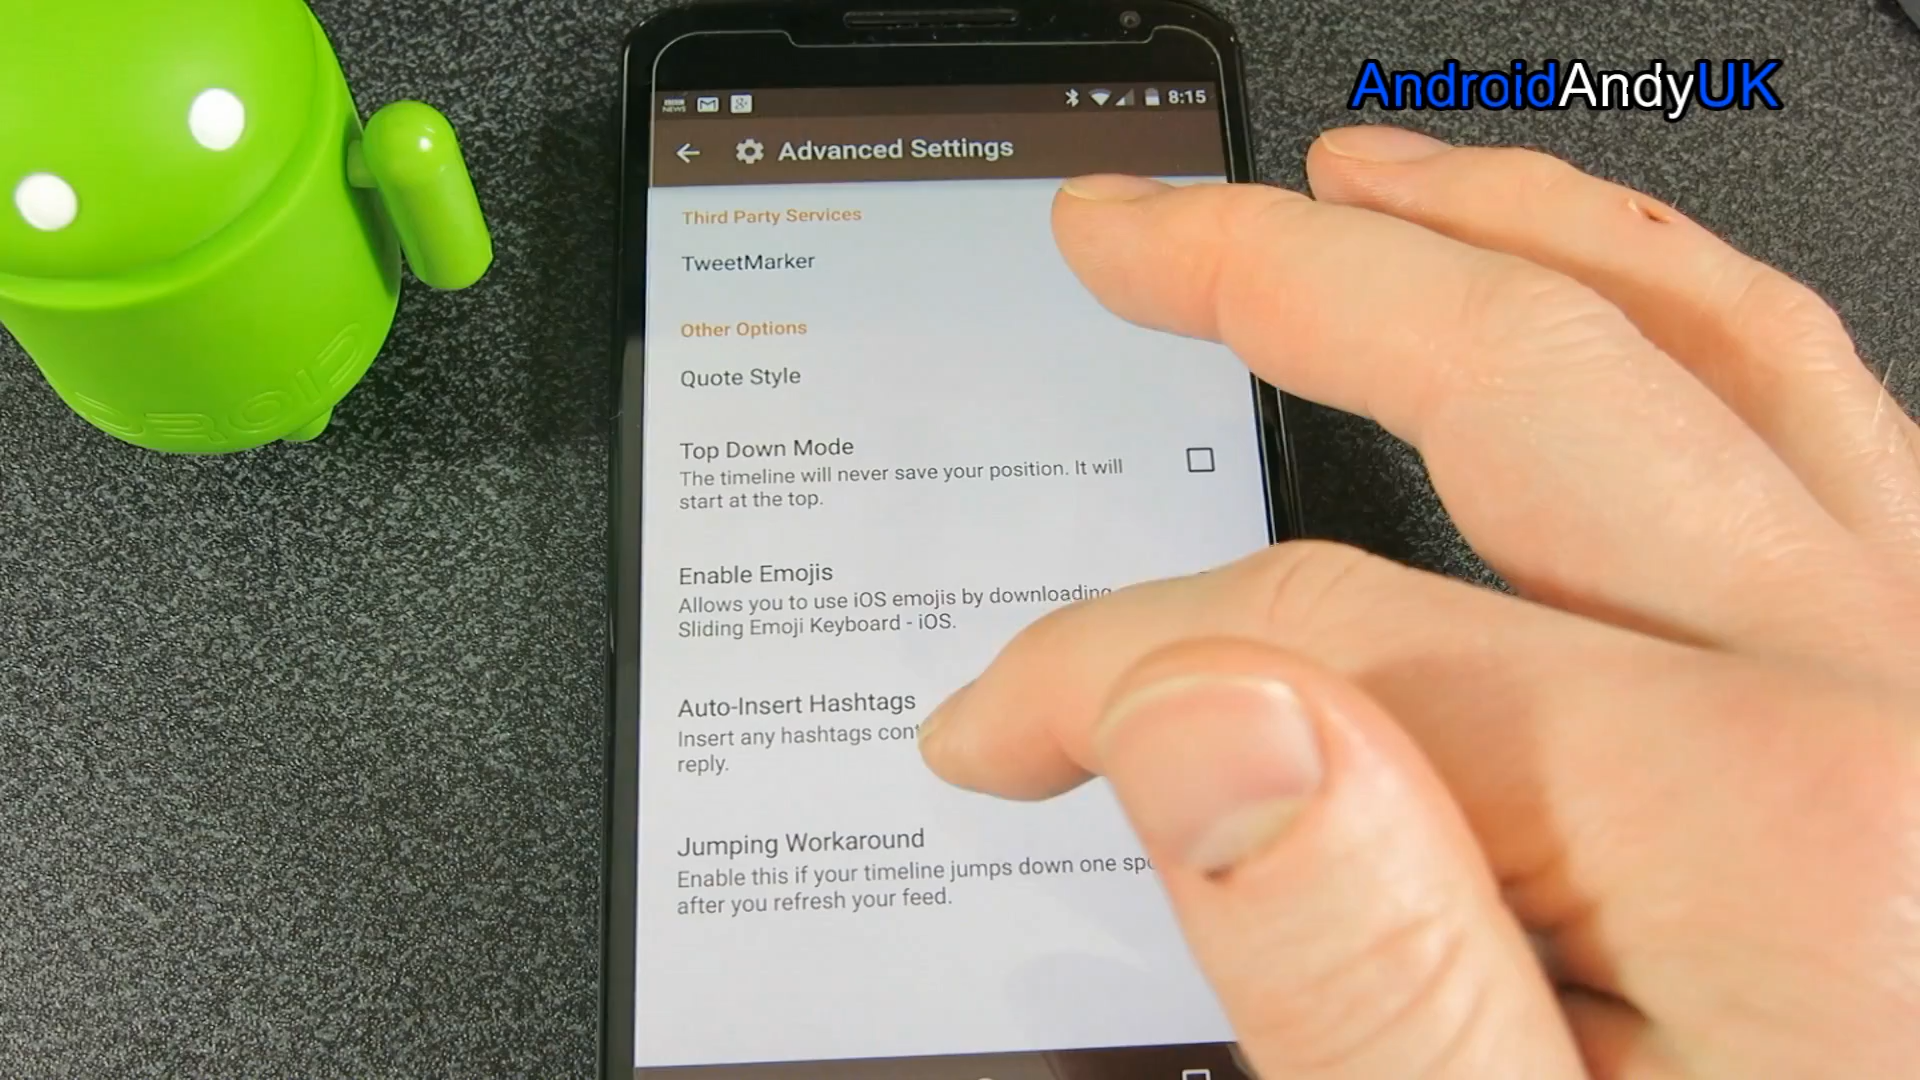 AndroidAndyUK
BBC NEWS
8:15
Advanced Settings
Third Party Services
TweetMarker
Other Options
Quote Style
Top Down Mode
The timeline will never save your position. It will
start at the top.
Enable Emojis
Allows you to use iOS emojis by downloading
Sliding Emoji Keyboard - iOS.
Auto-Insert Hashtags
Insert any hashtags
reply.
Jumping Workaround
Enable this if your timeline jumps down one
after you refresh your feed.